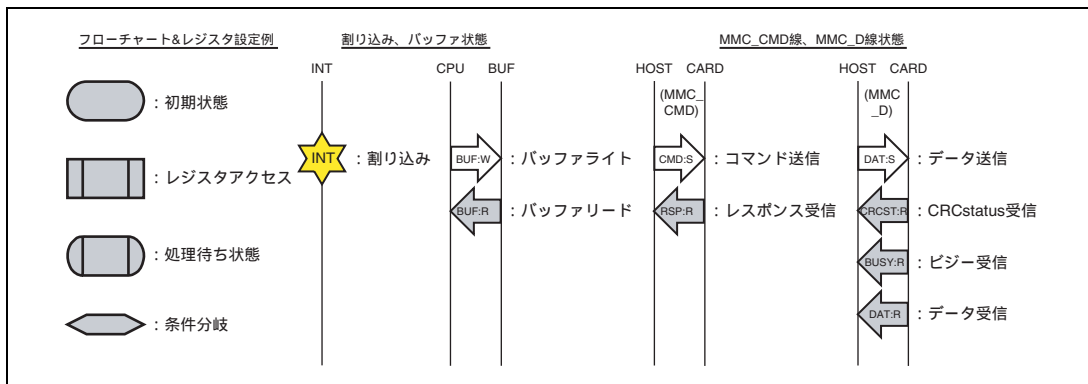 フローチャート&レジスタ設定例
割り込み、バッファ状態
MMC_CMD線、MMC_D線状態
INT
CPU
BUF
HOST
CARD
HOST
CARD
(MMC_
CMD)
(MMC
_D)
：初期状態
INT
：割り込み
BUF:W
：バッファライト
CMD:S
：コマンド送信
DAT:S
：データ送信
：レジスタアクセス
BUF:R
：バッファリード
RSP:R
：レスポンス受信
CRCST:R
：CRCstatus受信
：処理待ち状態
BUSY:R
：ビジー受信
：条件分岐
DAT:R
：データ受信